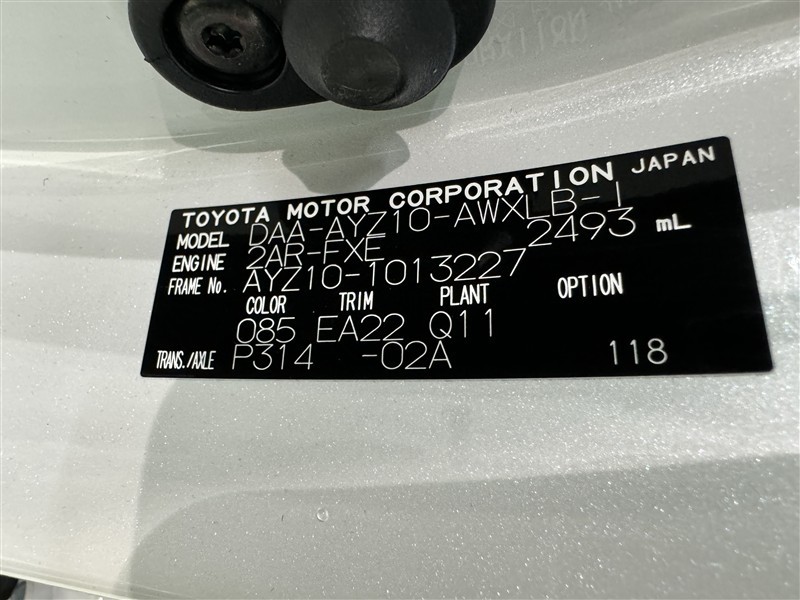 TOYOTA MOTOR CORPORATION JAPAN
MODEL DAA-AYZ10-AWXLB-I
ENGINE 2AR-FXE 2493 mL
FRAME No. AYZ10-1013227
COLOR TRIM PLANT OPTION
085 EA22 Q11
TRANS./AXLE P314 -02A 118